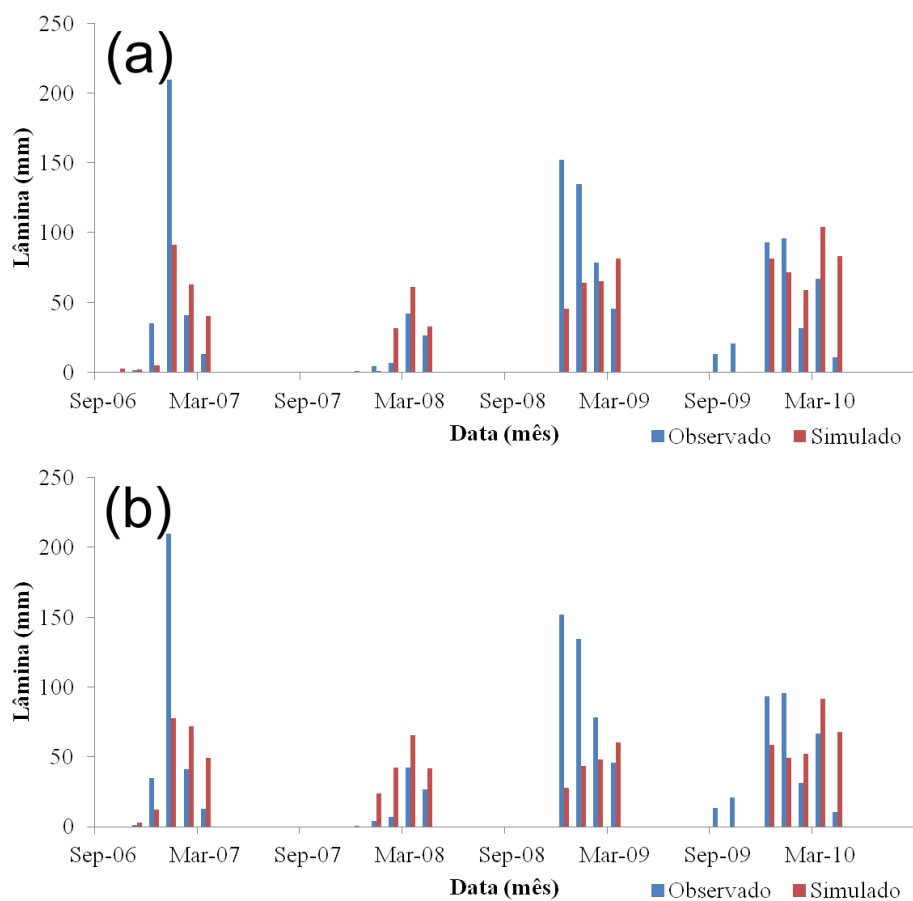 (a)
250
200
150
100
50
0
Lâmina (mm)
Sep-06 Mar-07 Sep-07 Mar-08 Sep-08 Mar-09 Sep-09 Mar-10
Data (mês)
Observado Simulado
(b)
250
200
150
100
50
0
Lâmina (mm)
Sep-06 Mar-07 Sep-07 Mar-08 Sep-08 Mar-09 Sep-09 Mar-10
Data (mês)
Observado Simulado